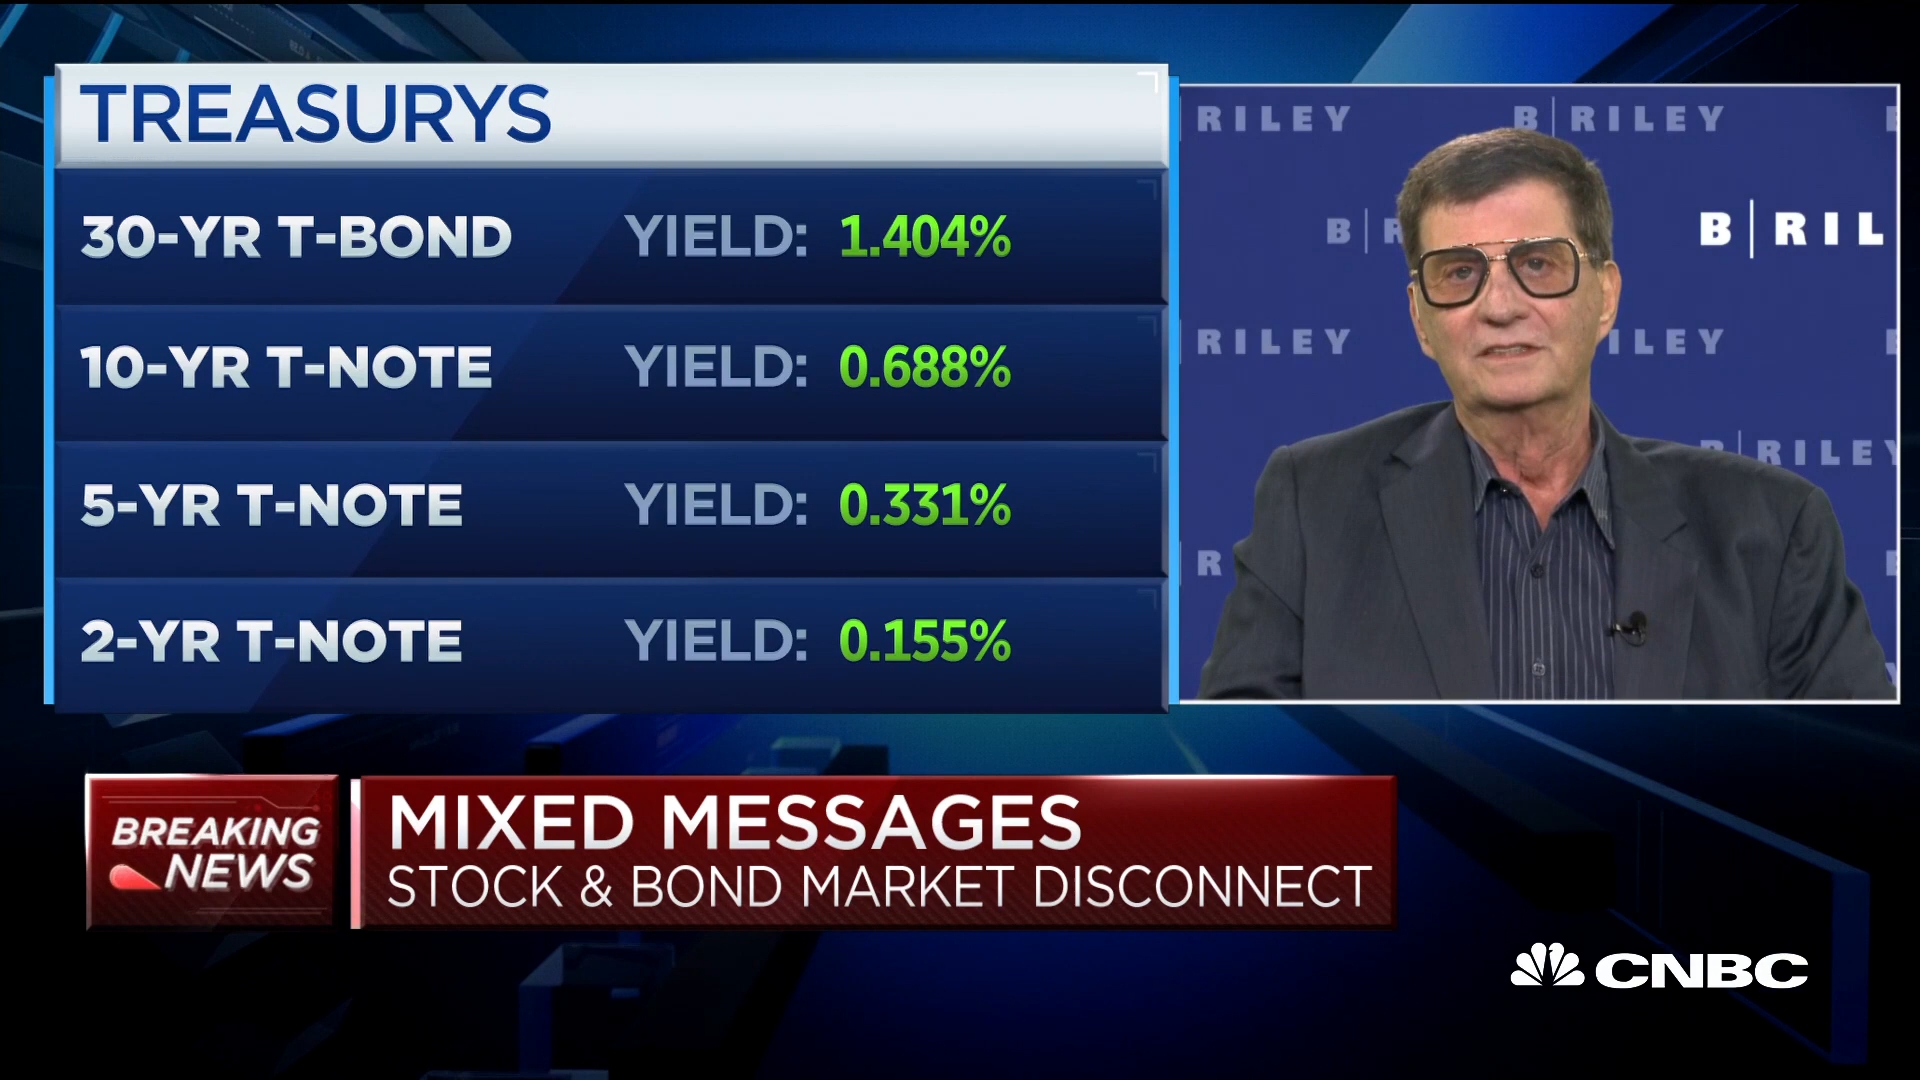 TREASURYS
30-YR T-BOND YIELD: 1.404%
10-YR T-NOTE YIELD: 0.688%
5-YR T-NOTE YIELD: 0.331%
2-YR T-NOTE YIELD: 0.155%
RILEY B|RILEY
B|R B|RIL
RILEY ILEY
B|RILEY
R
BREAKING
NEWS
MIXED MESSAGES
STOCK & BOND MARKET DISCONNECT
CNBC